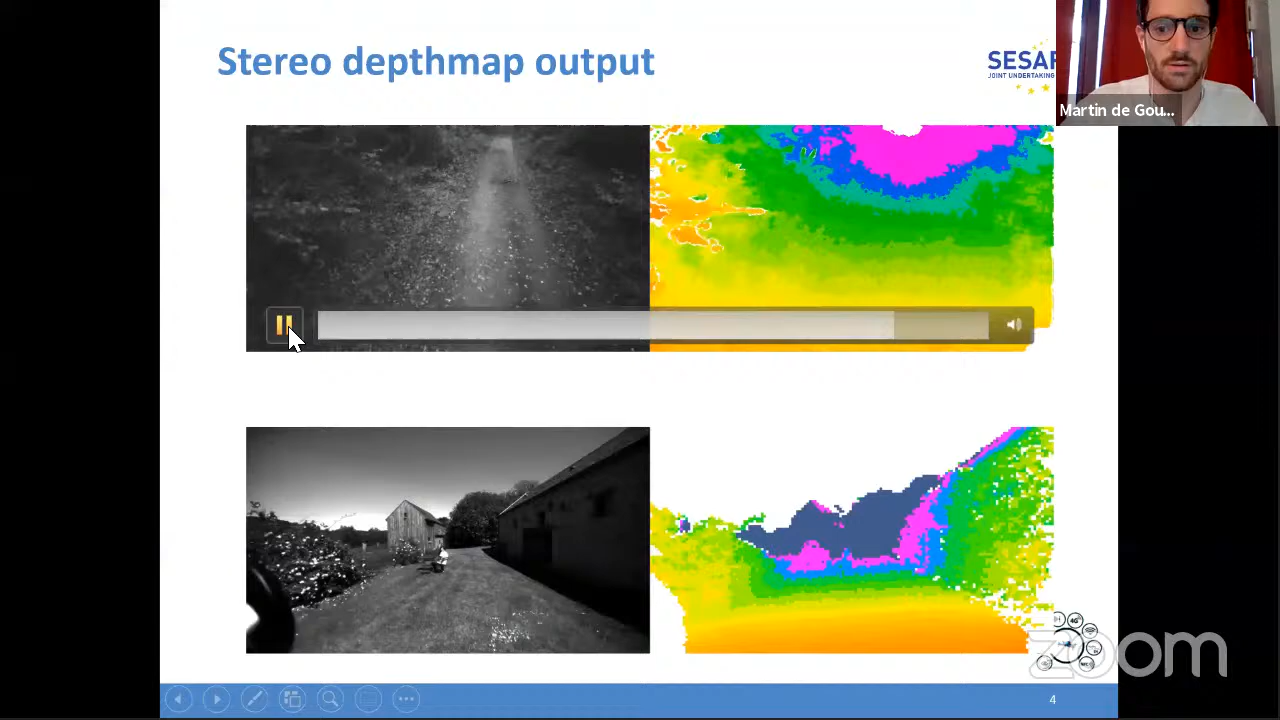 Stereo depthmap output
SESAR
JOINT UNDERTAKING
Martin de Gou...
4
zoom